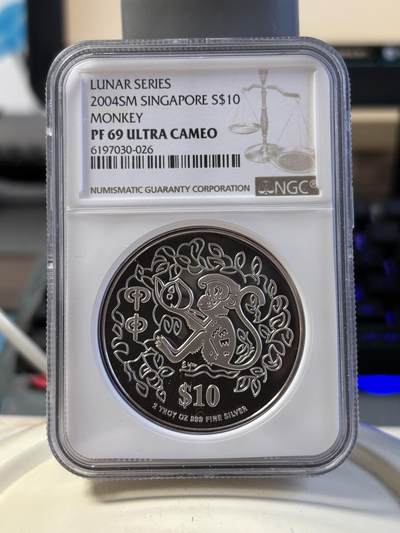 LUNAR SERIES
2004SM SINGAPORE S$10
MONKEY
PF 69 ULTRA CAMEO
6197030-026
NUMISMATIC GUARANTY CORPORATION
NGC
$10
2 TROY OZ 999 FINE SILVER